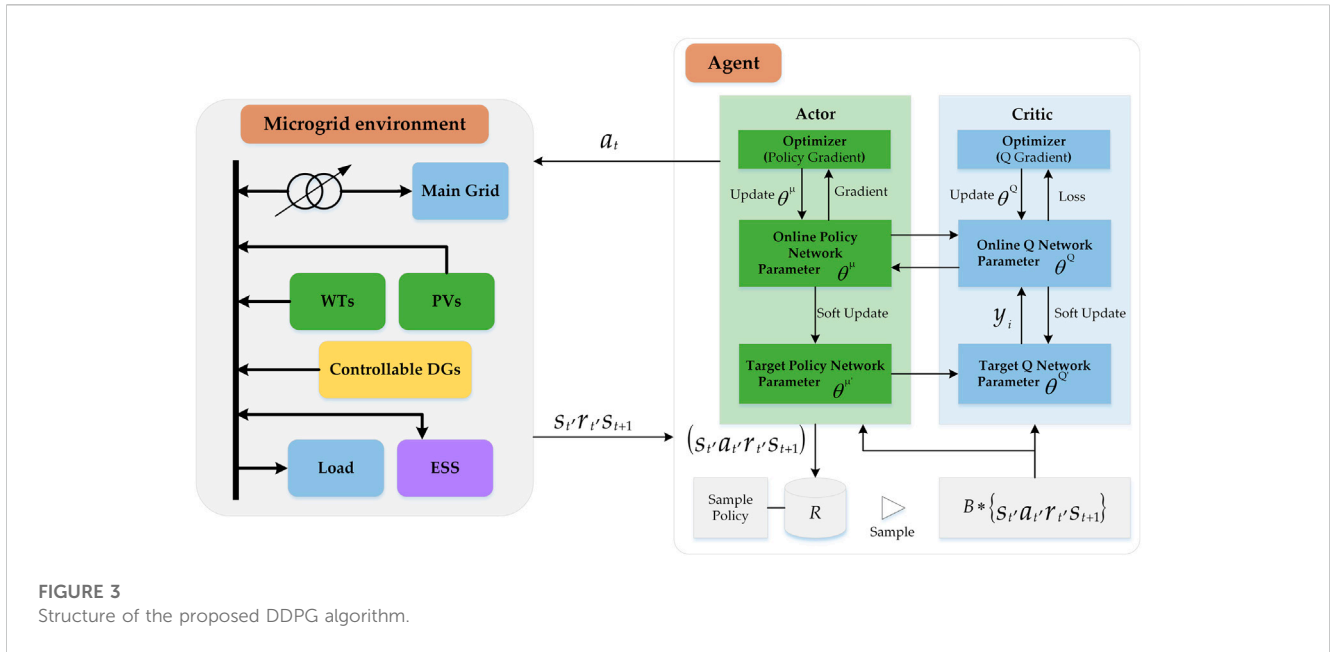 Microgrid environment
Main Grid
WTs
PVs
Controllable DGs
Load
ESS
a_t
s_t, r_t, s_{t+1}
Agent
Actor
Optimizer
(Policy Gradient)
Update θ^μ
Gradient
Online Policy
Network
Parameter θ^μ
Soft Update
Target Policy Network
Parameter θ^{μ'}
Critic
Optimizer
(Q Gradient)
Update θ^Q
Loss
Online Q Network
Parameter θ^Q
y_i
Soft Update
Target Q Network
Parameter θ^{Q'}
(s_t, a_t, r_t, s_{t+1})
Sample
Policy
R
Sample
B * {s_t, a_t, r_t, s_{t+1}}
FIGURE 3
Structure of the proposed DDPG algorithm.